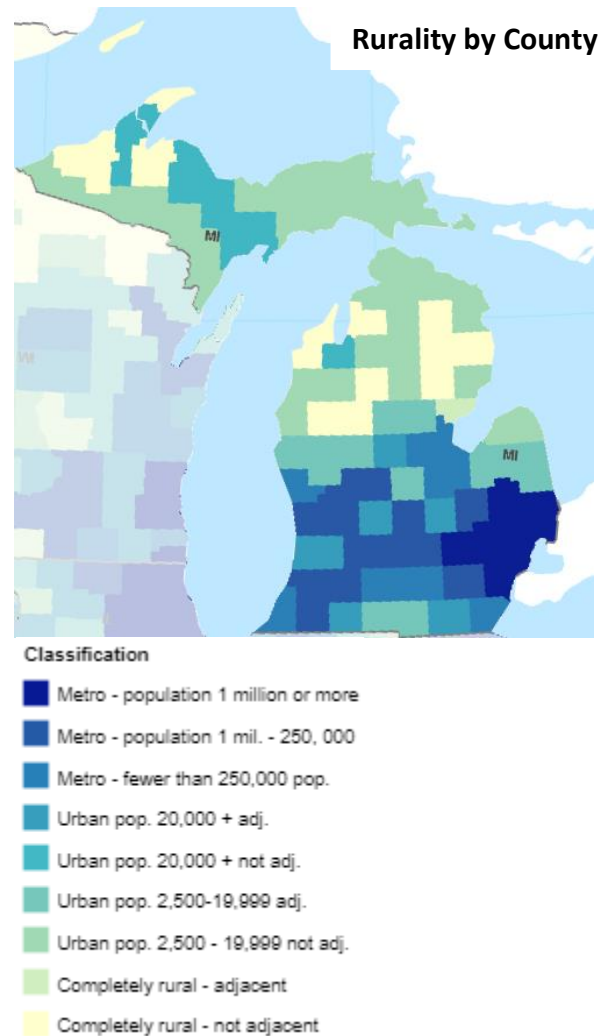 Rurality by County
MI
WI
MI
Classification
Metro - population 1 million or more
Metro - population 1 mil. - 250, 000
Metro - fewer than 250,000 pop.
Urban pop. 20,000 + adj.
Urban pop. 20,000 + not adj.
Urban pop. 2,500-19,999 adj.
Urban pop. 2,500 - 19,999 not adj.
Completely rural - adjacent
Completely rural - not adjacent